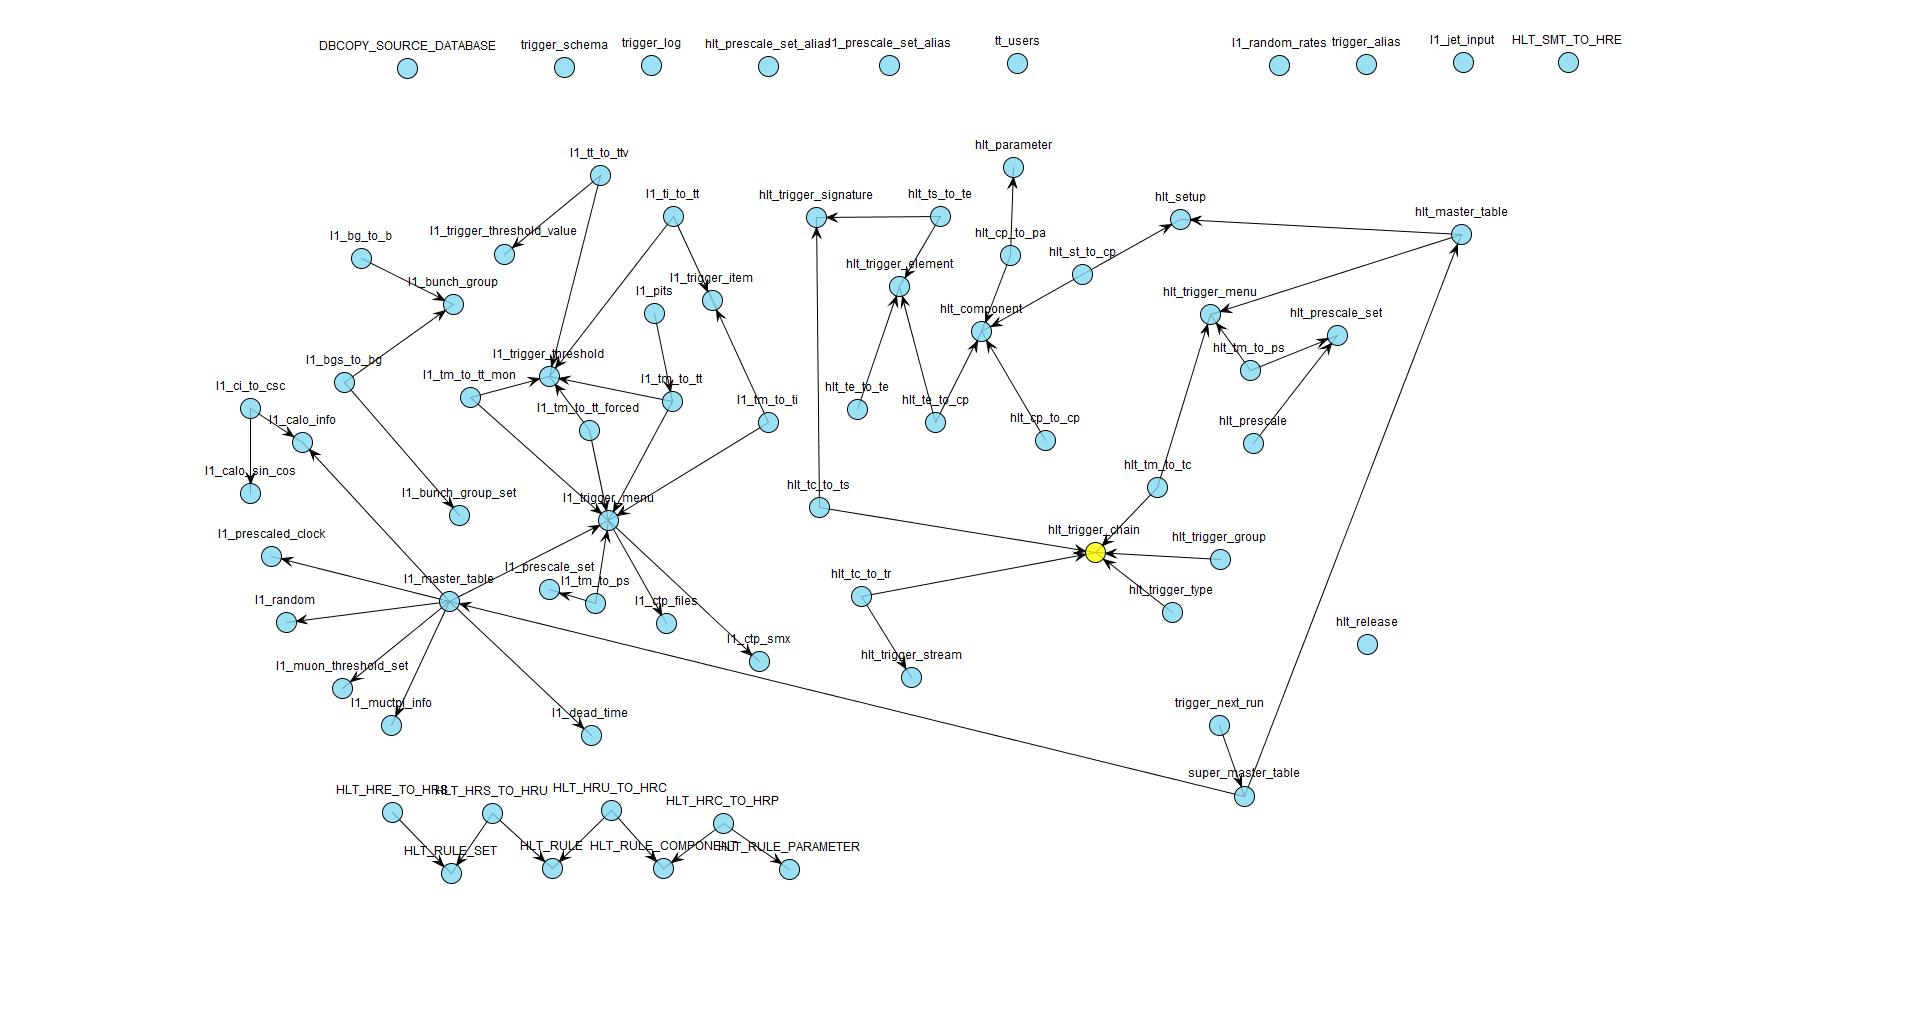 DBCOPY_SOURCE_DATABASE
trigger_schema
trigger_log
hlt_prescale_set_alias
l1_prescale_set_alias
tt_users
l1_random_rates
trigger_alias
l1_jet_input
HLT_SMT_TO_HRE
hlt_parameter
l1_tt_to_ttv
l1_ti_to_tt
hlt_trigger_signature
hlt_ts_to_te
hlt_setup
hlt_master_table
l1_bg_to_b
l1_trigger_threshold_value
hlt_cp_to_pa
hlt_st_to_cp
hlt_trigger_element
l1_bunch_group
l1_trigger_item
l1_pits
hlt_trigger_menu
hlt_component
hlt_prescale_set
l1_bgs_to_bg
l1_trigger_threshold
hlt_tm_to_ps
l1_ci_to_csc
l1_tm_to_tt_mon
l1_tm_to_tt
hlt_te_to_te
l1_calo_info
l1_tm_to_tt_forced
l1_tm_to_ti
hlt_te_to_cp
hlt_cp_to_cp
hlt_prescale
l1_calo_sin_cos
hlt_tm_to_tc
l1_bunch_group_set
l1_trigger_menu
hlt_tc_to_ts
l1_prescaled_clock
hlt_trigger_chain
hlt_trigger_group
l1_master_table
l1_prescale_set
l1_tm_to_ps
hlt_tc_to_tr
hlt_trigger_type
l1_random
l1_ctp_files
hlt_release
l1_ctp_smx
l1_muon_threshold_set
hlt_trigger_stream
l1_muctpi_info
l1_dead_time
trigger_next_run
super_master_table
HLT_HRE_TO_HRS
HLT_HRS_TO_HRU
HLT_HRU_TO_HRC
HLT_HRC_TO_HRP
HLT_RULE_SET
HLT_RULE
HLT_RULE_COMPONENT
HLT_RULE_PARAMETER